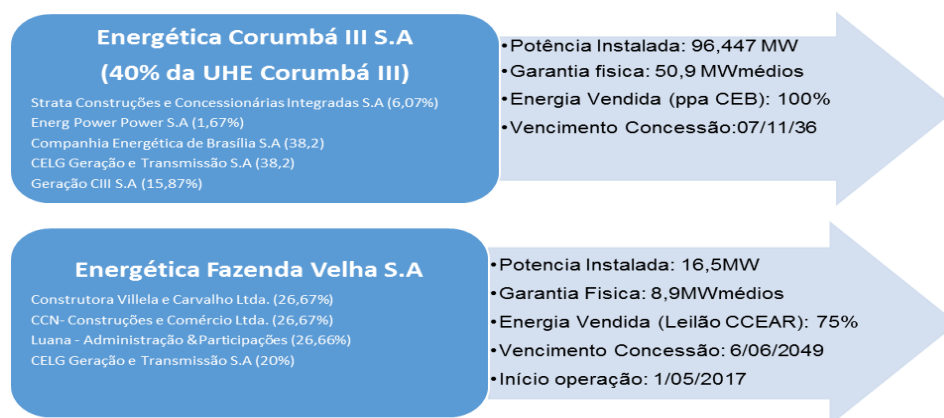 Energética Corumbá III S.A
(40% da UHE Corumbá III)
Strata Construções e Concessionárias Integradas S.A (6,07%)
Energ Power Power S.A (1,67%)
Companhia Energética de Brasília S.A (38,2)
CELG Geração e Transmissão S.A (38,2)
Geração CIII S.A (15,87%)
•Potência Instalada: 96,447 MW
•Garantia fisica: 50,9 MWmédios
•Energia Vendida (ppa CEB): 100%
•Vencimento Concessão:07/11/36
Energética Fazenda Velha S.A
Construtora Villela e Carvalho Ltda. (26,67%)
CCN- Construções e Comércio Ltda. (26,67%)
Luana - Administração &Participações (26,66%)
CELG Geração e Transmissão S.A (20%)
•Potencia Instalada: 16,5MW
•Garantia Fisica: 8,9MWmédios
•Energia Vendida (Leilão CCEAR): 75%
•Vencimento Concessão: 6/06/2049
•Início operação: 1/05/2017